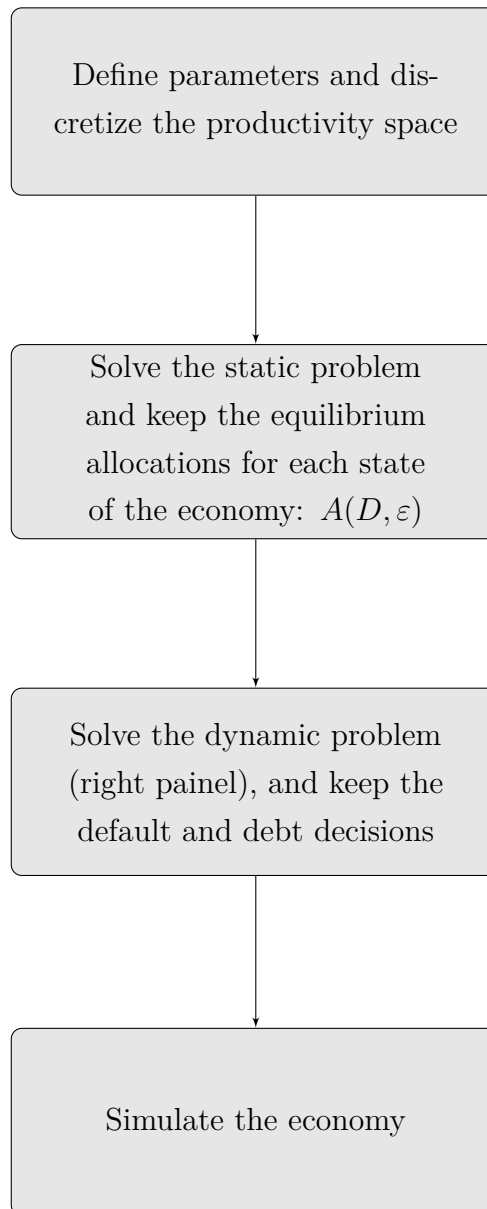 Define parameters and dis-
cretize the productivity space
Solve the static problem
and keep the equilibrium
allocations for each state
of the economy: A(D, ε)
Solve the dynamic problem
(right painel), and keep the
default and debt decisions
Simulate the economy